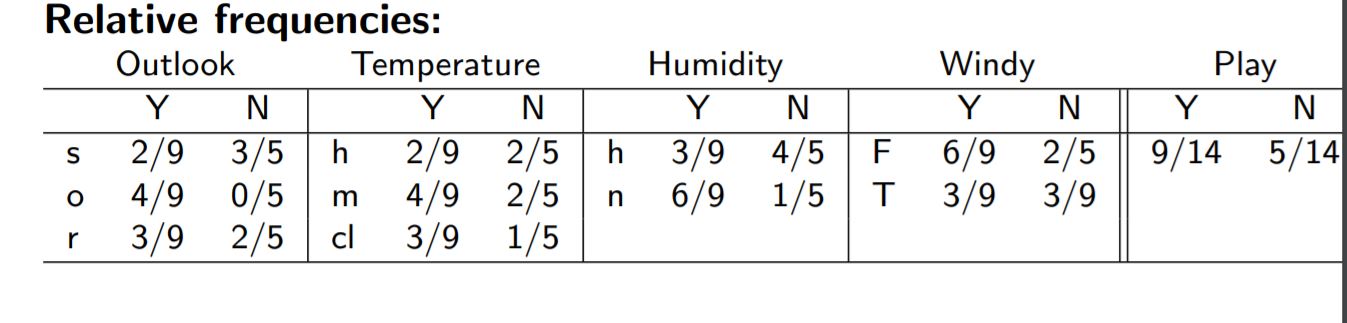 Relative frequencies:
Outlook Temperature Humidity Windy Play
Y N Y N Y N Y N Y N
s 2/9 3/5 h 2/9 2/5 h 3/9 4/5 F 6/9 2/5 9/14 5/14
o 4/9 0/5 m 4/9 2/5 n 6/9 1/5 T 3/9 3/9
r 3/9 2/5 cl 3/9 1/5